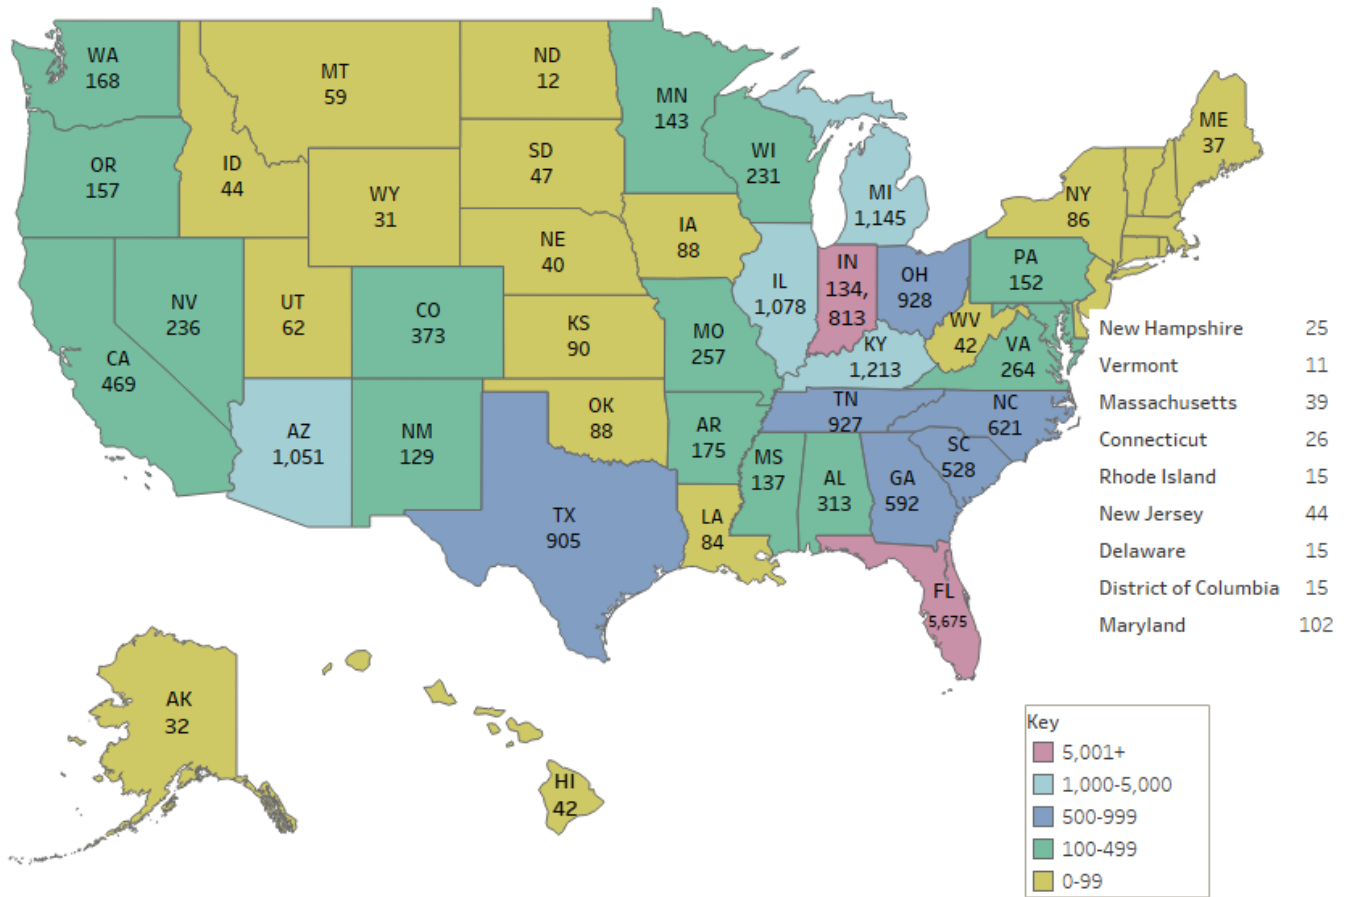 WA
168
MT
59
ND
12
MN
143
ME
37
OR
157
ID
44
SD
47
WI
231
WY
31
MI
1,145
NY
86
IA
88
NE
40
PA
152
IN
134,
813
OH
928
IL
1,078
NV
236
UT
62
CO
373
KS
90
MO
257
WV
42
VA
264
KY
1,213
CA
469
New Hampshire 25
Vermont 11
Massachusetts 39
Connecticut 26
Rhode Island 15
New Jersey 44
Delaware 15
District of Columbia 15
Maryland 102
AZ
1,051
NM
129
OK
88
AR
175
TN
927
NC
621
SC
528
MS
137
AL
313
GA
592
TX
905
LA
84
FL
5,675
AK
32
HI
42
Key
5,001+
1,000-5,000
500-999
100-499
0-99